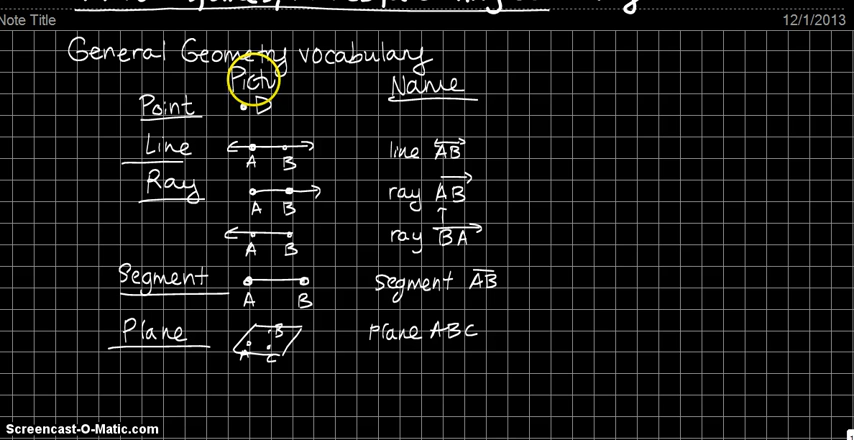 Note Title
12/1/2013
General Geometry vocabulary
Name
Point
D
Line
A B
line AB
Ray
A B
ray AB
A B
ray BA
Segment
A B
segment AB
Plane
A B C
Plane ABC
Screencast-O-Matic.com